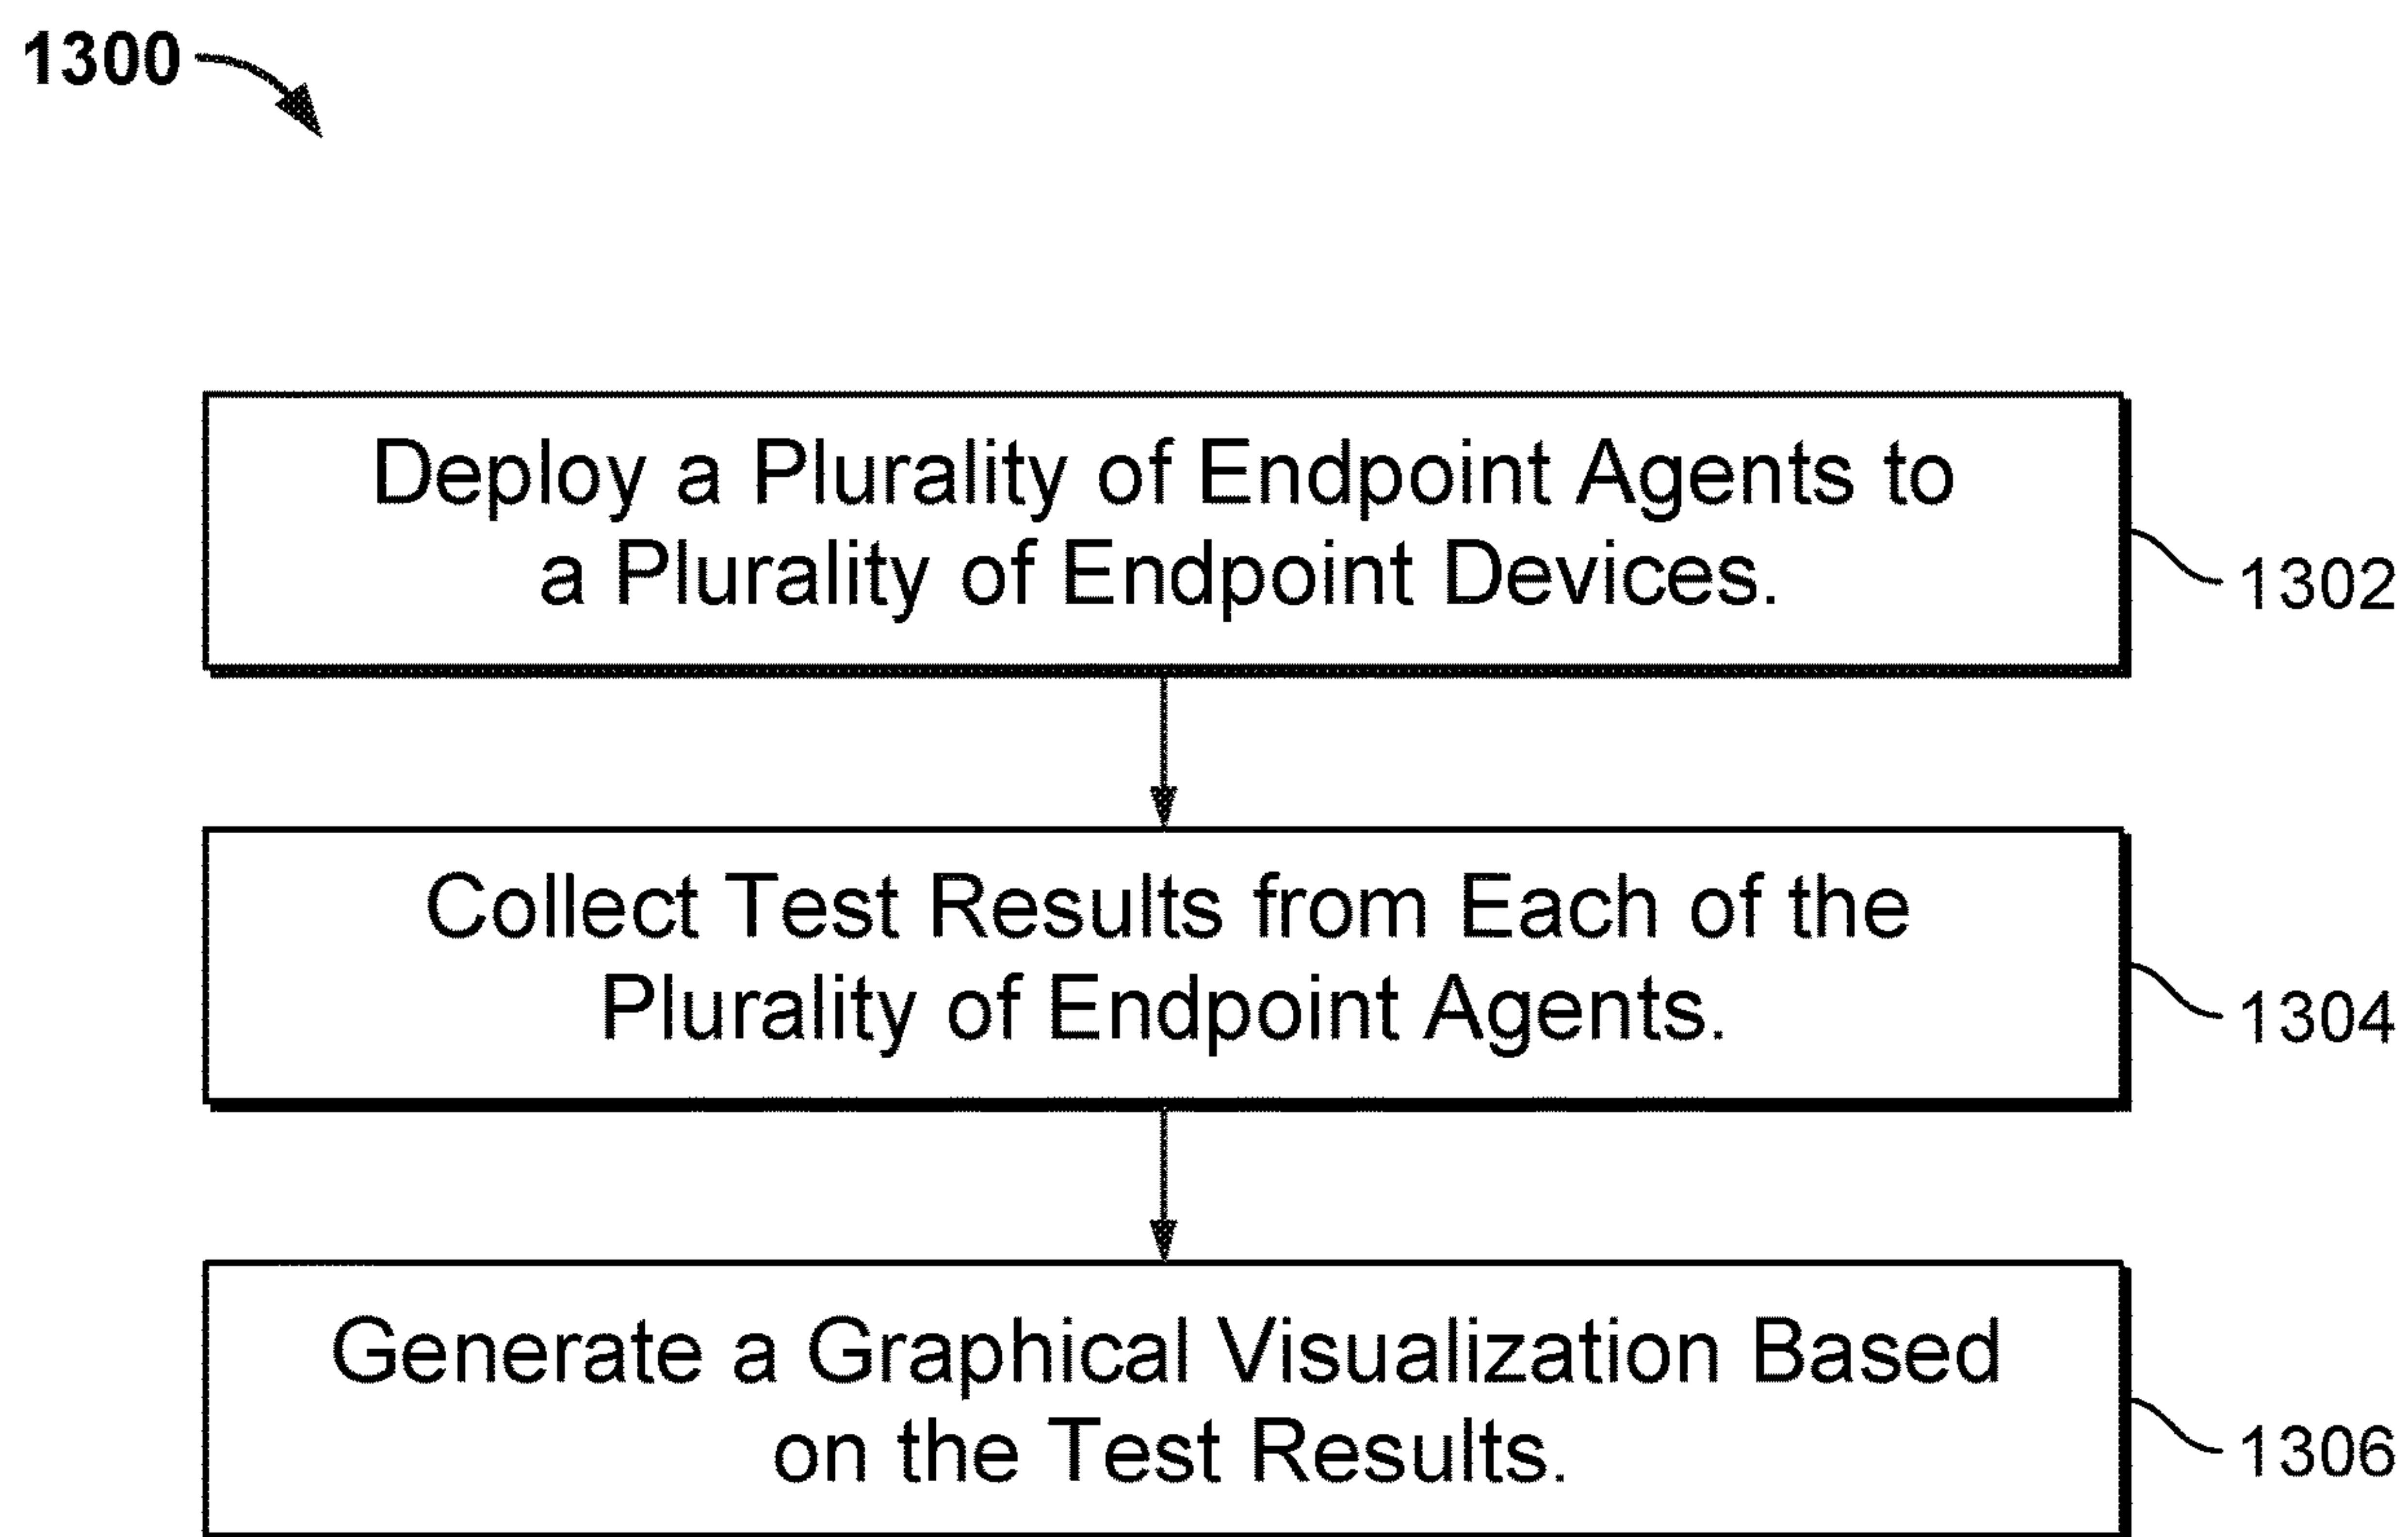 1300
Deploy a Plurality of Endpoint Agents to
a Plurality of Endpoint Devices.
1302
Collect Test Results from Each of the
Plurality of Endpoint Agents.
1304
Generate a Graphical Visualization Based
on the Test Results.
1306